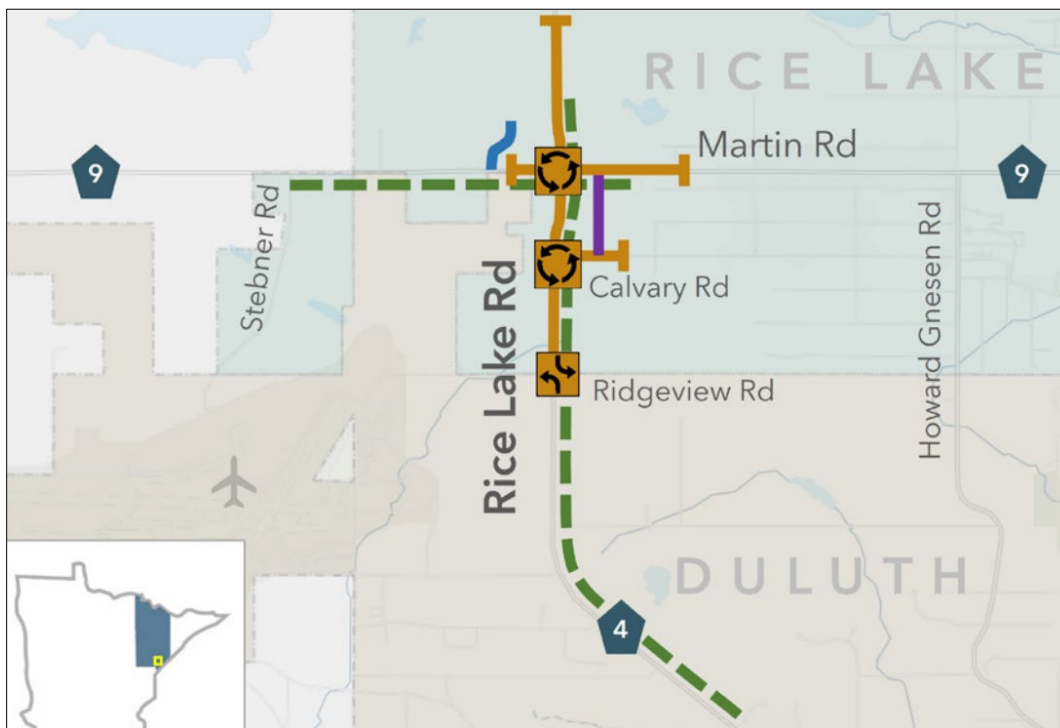 RICE LAKE
Martin Rd
9
9
Stebner Rd
Rice Lake Rd
Calvary Rd
Howard Gnesen Rd
Ridgeview Rd
DULUTH
4